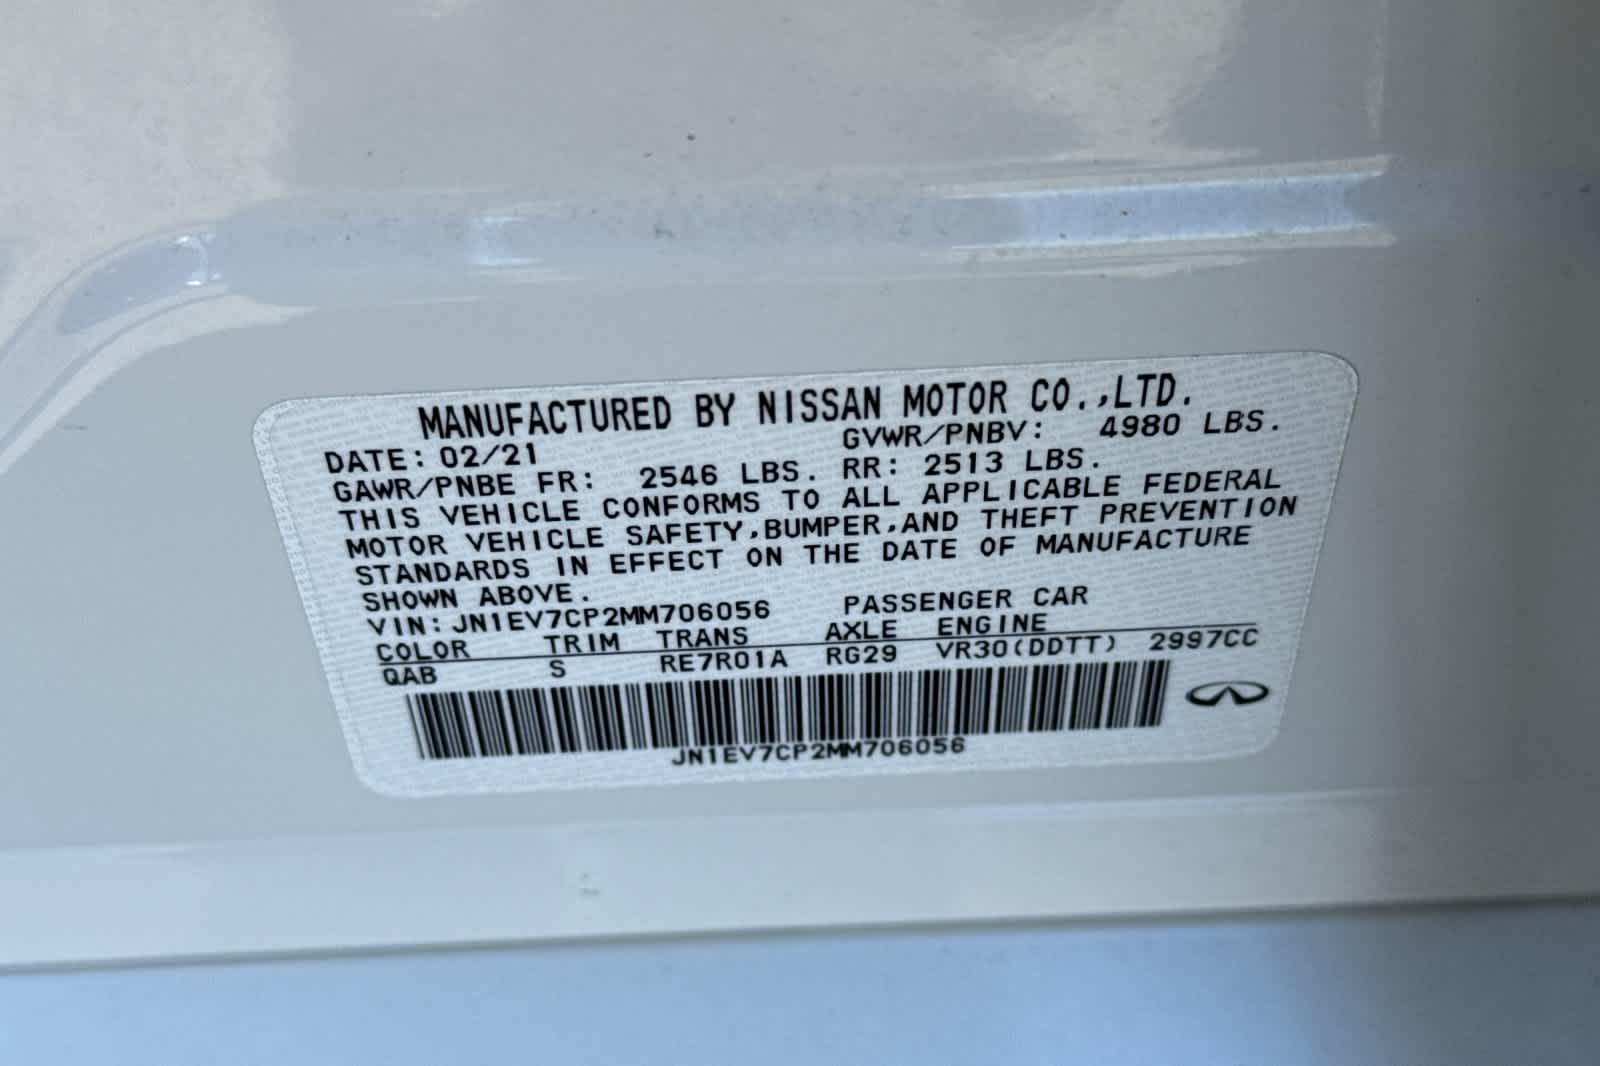 MANUFACTURED BY NISSAN MOTOR CO.,LTD.
DATE: 02/21 GVWR/PNBV: 4980 LBS.
GAWR/PNBE FR: 2546 LBS. RR: 2513 LBS.
THIS VEHICLE CONFORMS TO ALL APPLICABLE FEDERAL
MOTOR VEHICLE SAFETY,BUMPER,AND THEFT PREVENTION
STANDARDS IN EFFECT ON THE DATE OF MANUFACTURE
SHOWN ABOVE.
VIN: JN1EV7CP2MM706056 PASSENGER CAR
COLOR TRIM TRANS AXLE ENGINE
QAB S RE7R01A RG29 VR30(DDTT) 2997CC
JN1EV7CP2MM706056